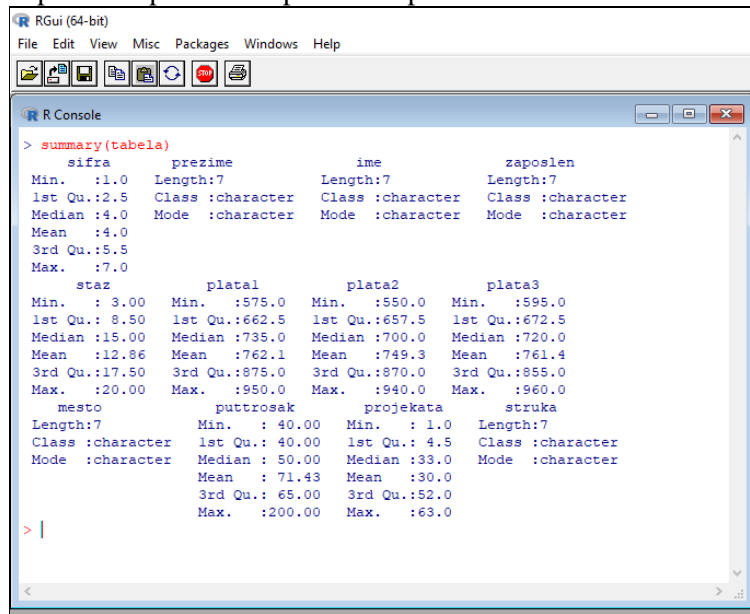 RGui (64-bit)
File Edit View Misc Packages Windows Help
STOP
R Console
> summary(tabela)
     sifra         prezime              ime              zaposlen
 Min.   :1.0   Length:7           Length:7           Length:7
 1st Qu.:2.5   Class :character   Class :character   Class :character
 Median :4.0   Mode  :character   Mode  :character   Mode  :character
 Mean   :4.0
 3rd Qu.:5.5
 Max.   :7.0
      staz           plata1          plata2          plata3
 Min.   : 3.00   Min.   :575.0   Min.   :550.0   Min.   :595.0
 1st Qu.: 8.50   1st Qu.:662.5   1st Qu.:657.5   1st Qu.:672.5
 Median :15.00   Median :735.0   Median :700.0   Median :720.0
 Mean   :12.86   Mean   :762.1   Mean   :749.3   Mean   :761.4
 3rd Qu.:17.50   3rd Qu.:875.0   3rd Qu.:870.0   3rd Qu.:855.0
 Max.   :20.00   Max.   :950.0   Max.   :940.0   Max.   :960.0
    mesto             puttrosak        projekata       struka
 Length:7           Min.   : 40.00   Min.   : 1.0   Length:7
 Class :character   1st Qu.: 40.00   1st Qu.: 4.5   Class :character
 Mode  :character   Median : 50.00   Median :33.0   Mode  :character
                    Mean   : 71.43   Mean   :30.0
                    3rd Qu.: 65.00   3rd Qu.:52.0
                    Max.   :200.00   Max.   :63.0
> |